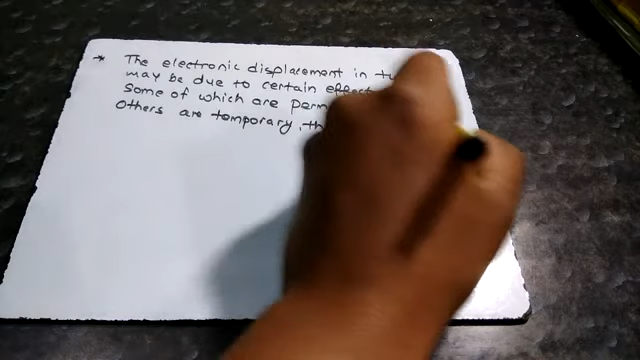 * The electronic displacement in
may be due to certain
Some of which are
others are temporary,